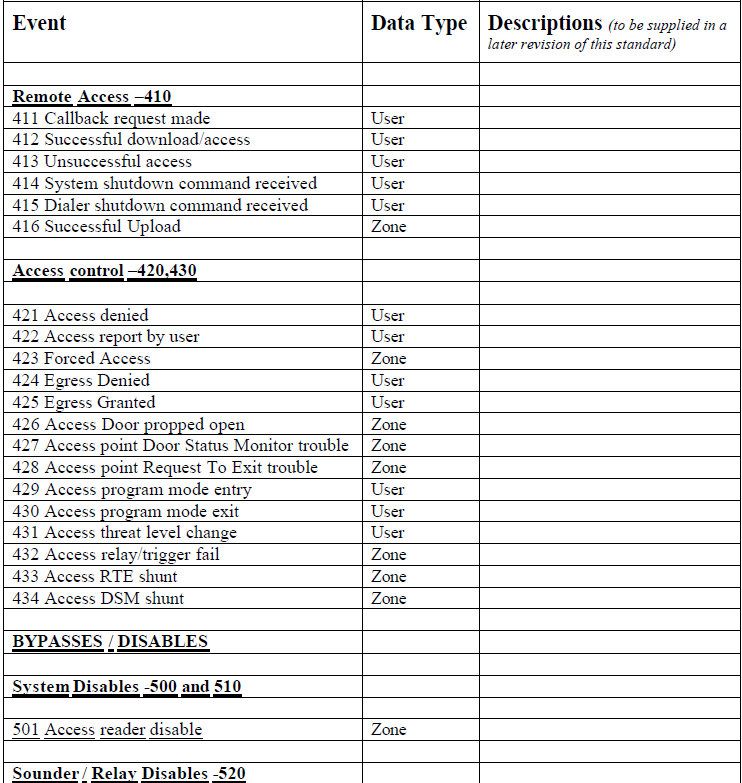 Event Data Type Descriptions (to be supplied in a
later revision of this standard)
Remote Access –410
411 Callback request made User
412 Successful download/access User
413 Unsuccessful access User
414 System shutdown command received User
415 Dialer shutdown command received User
416 Successful Upload Zone
Access control –420,430
421 Access denied User
422 Access report by user User
423 Forced Access Zone
424 Egress Denied User
425 Egress Granted User
426 Access Door propped open Zone
427 Access point Door Status Monitor trouble Zone
428 Access point Request To Exit trouble Zone
429 Access program mode entry User
430 Access program mode exit User
431 Access threat level change User
432 Access relay/trigger fail Zone
433 Access RTE shunt Zone
434 Access DSM shunt Zone
BYPASSES / DISABLES
System Disables -500 and 510
501 Access reader disable Zone
Sounder / Relay Disables -520